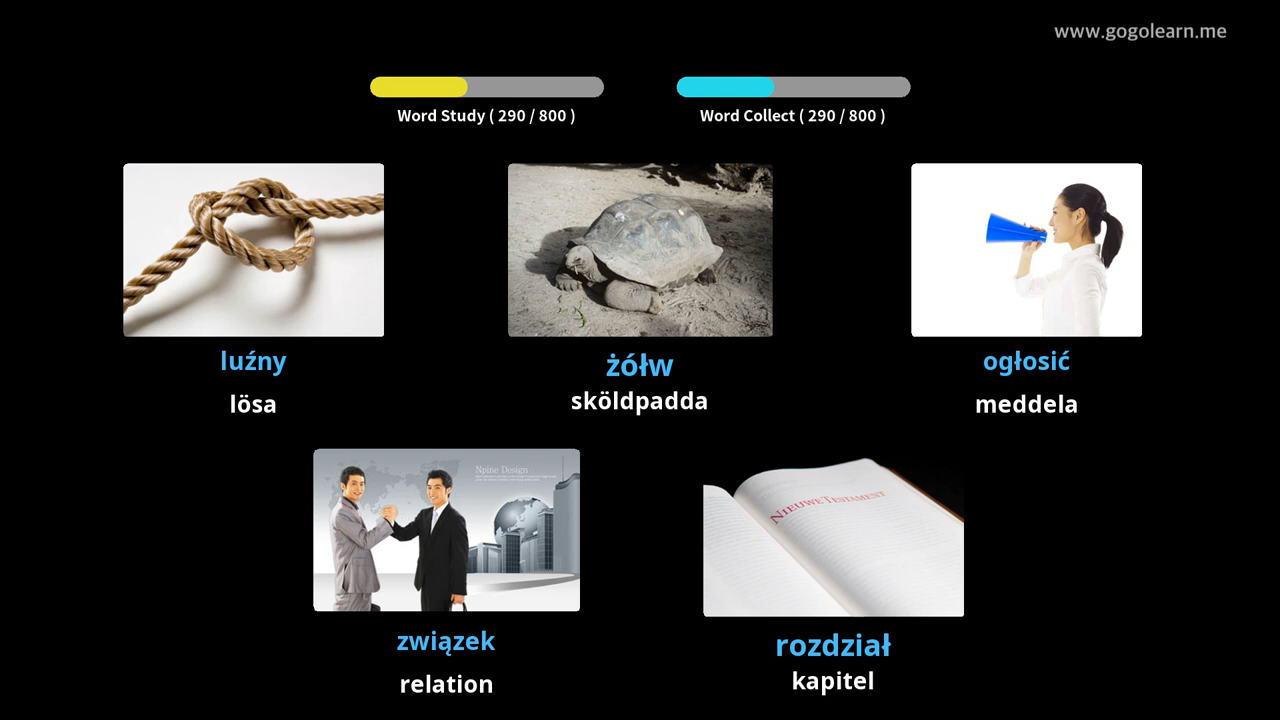 www.gogolearn.me
Word Study ( 290 / 800 )
Word Collect ( 290 / 800 )
luźny
lösa
żółw
sköldpadda
ogłosić
meddela
Npine Design
NIEUWE TESTAMENT
związek
relation
rozdział
kapitel